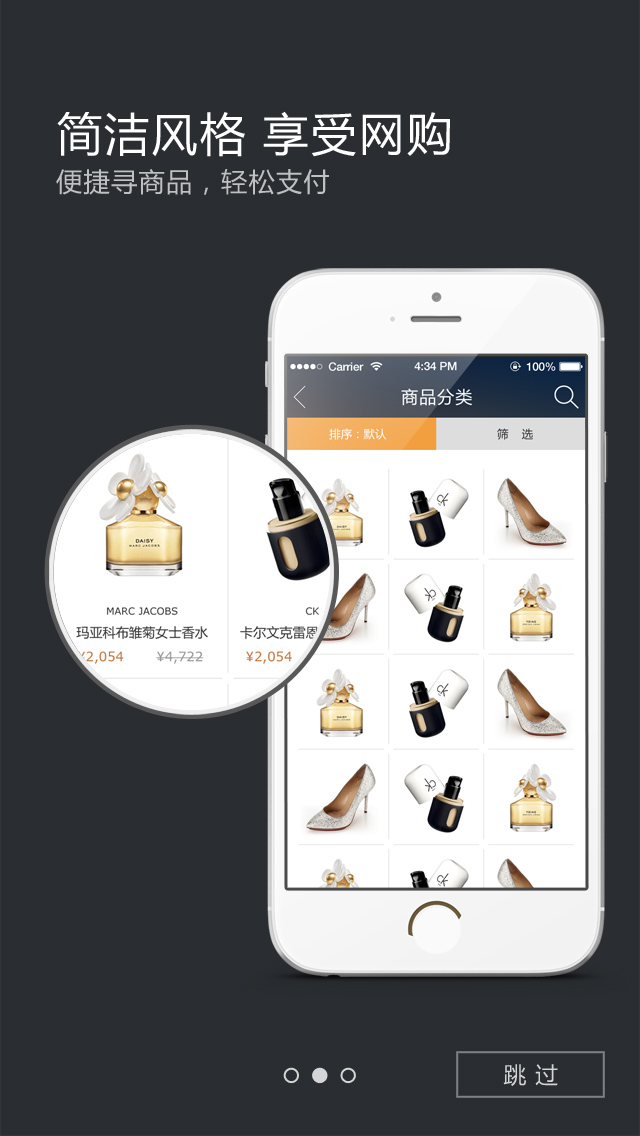 简洁风格 享受网购
便捷寻商品，轻松支付
Carrier 4:34 PM 100%
商品分类
排序：默认 筛 选
DAISY
MARC JACOBS
MARC JACOBS CK
玛亚科布雏菊女士香水 卡尔文克雷恩
¥2,054 ¥4,722 ¥2,054
跳 过